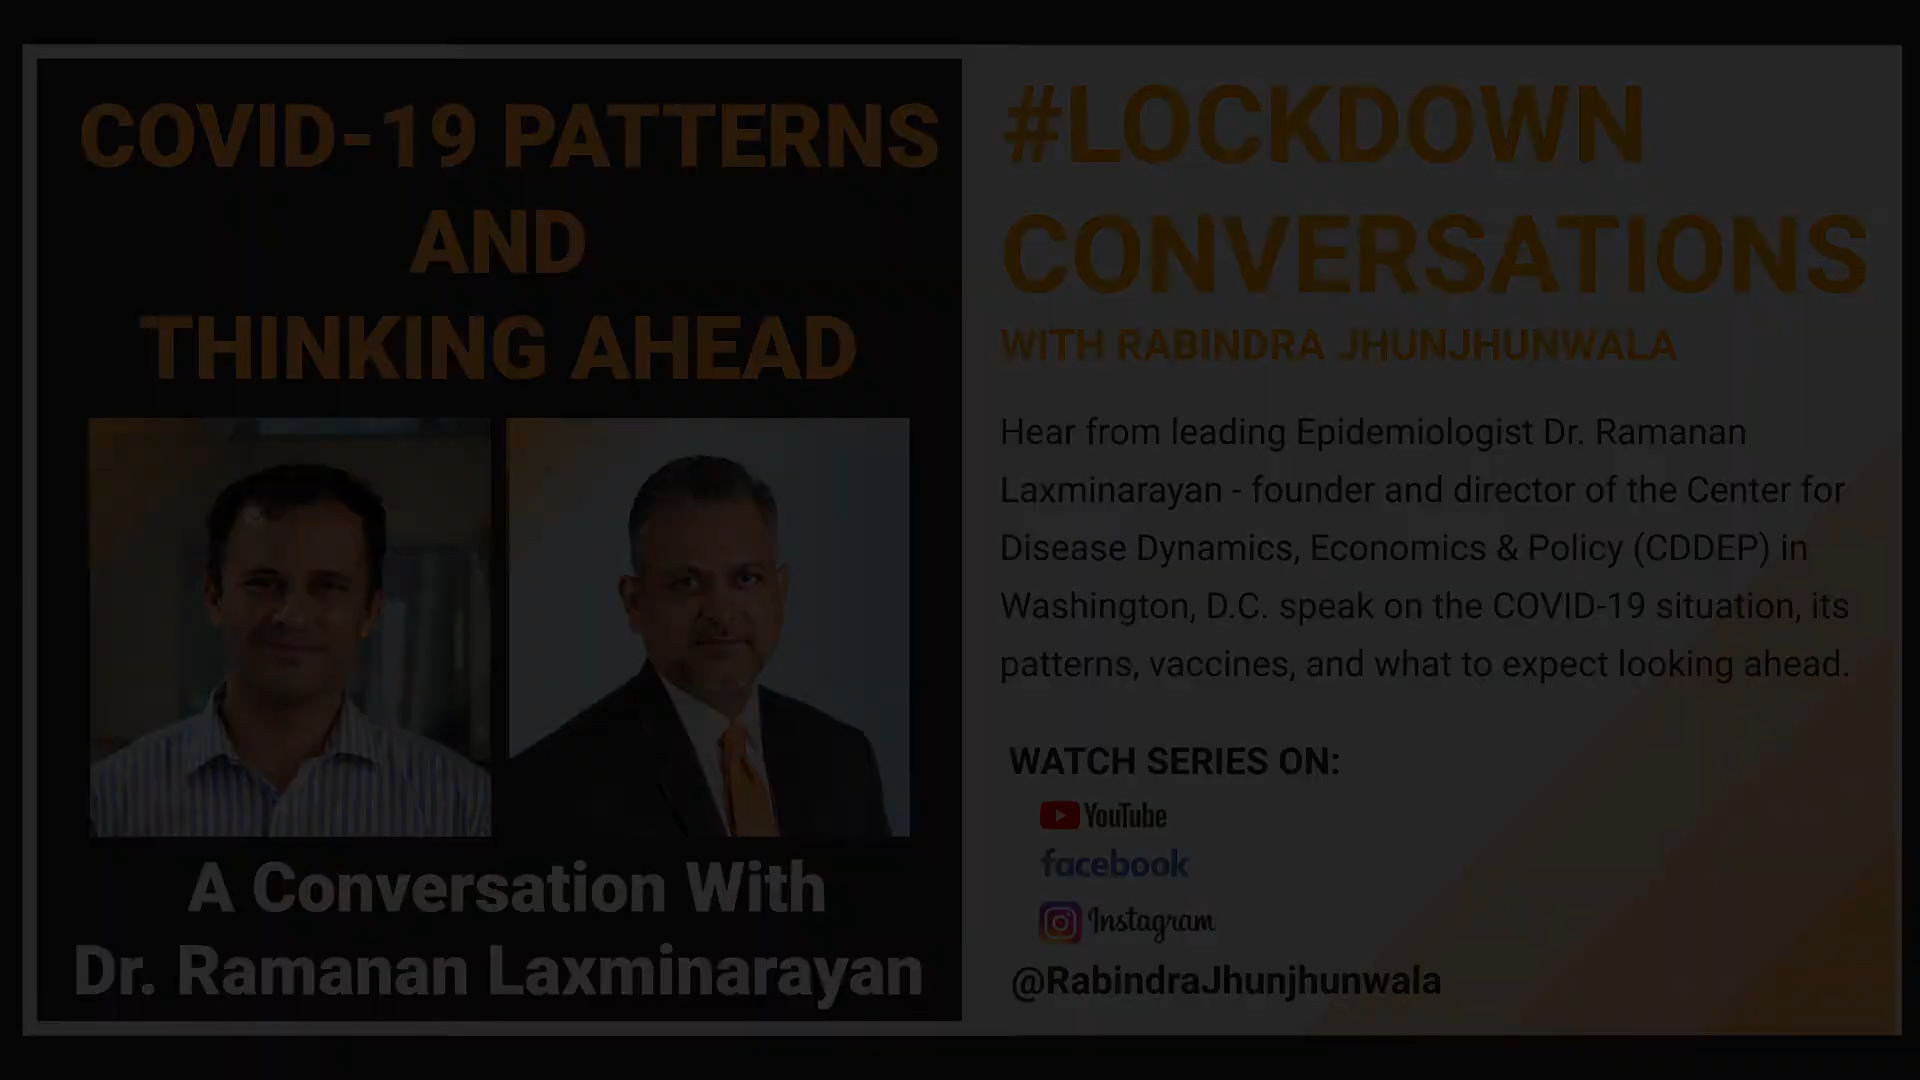 COVID-19 PATTERNS
AND
THINKING AHEAD
A Conversation With
Dr. Ramanan Laxminarayan
#LOCKDOWN
CONVERSATIONS
WITH RABINDRA JHUNJHUNWALA
Hear from leading Epidemiologist Dr. Ramanan
Laxminarayan - founder and director of the Center for
Disease Dynamics, Economics & Policy (CDDEP) in
Washington, D.C. speak on the COVID-19 situation, its
patterns, vaccines, and what to expect looking ahead.
WATCH SERIES ON:
YouTube
facebook
Instagram
@RabindraJhunjhunwala